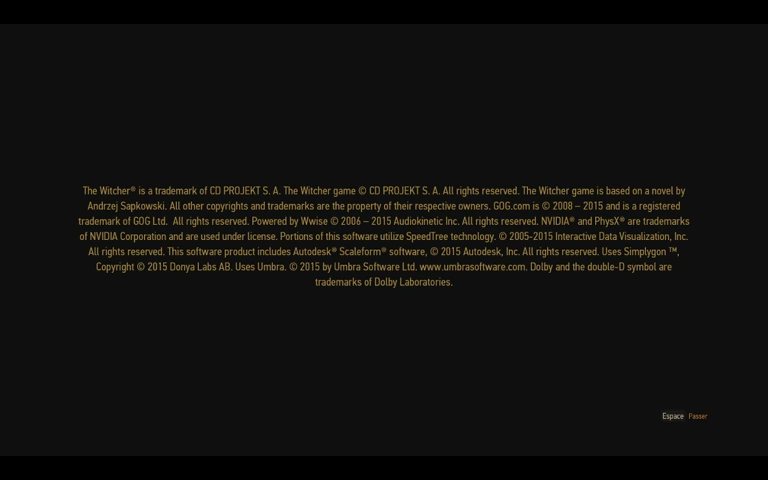 The Witcher® is a trademark of CD PROJEKT S. A. The Witcher game © CD PROJEKT S. A. All rights reserved. The Witcher game is based on a novel by
Andrzej Sapkowski. All other copyrights and trademarks are the property of their respective owners. GOG.com is © 2008 – 2015 and is a registered
trademark of GOG Ltd.  All rights reserved. Powered by Wwise © 2006 – 2015 Audiokinetic Inc. All rights reserved. NVIDIA® and PhysX® are trademarks
of NVIDIA Corporation and are used under license. Portions of this software utilize SpeedTree technology. © 2005-2015 Interactive Data Visualization, Inc.
All rights reserved. This software product includes Autodesk® Scaleform® software, © 2015 Autodesk, Inc. All rights reserved. Uses Simplygon ™,
Copyright © 2015 Donya Labs AB. Uses Umbra. © 2015 by Umbra Software Ltd. www.umbrasoftware.com. Dolby and the double-D symbol are
trademarks of Dolby Laboratories.
Espace Passer